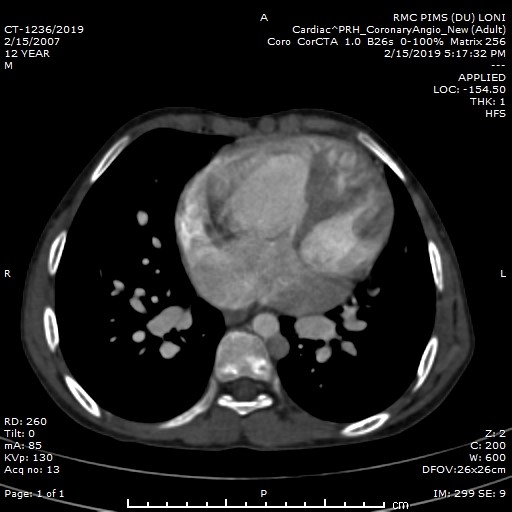 A
CT-1236/2019
2/15/2007
12 YEAR
M
RMC PIMS (DU) LONI
Cardiac^PRH_CoronaryAngio_New (Adult)
Coro CorCTA 1.0 B26s 0-100% Matrix 256
2/15/2019 5:17:32 PM
---
APPLIED
LOC: -154.50
THK: 1
HFS
R
L
RD: 260
Tilt: 0
mA: 85
KVp: 130
Acq no: 13
Page: 1 of 1
P
cm
Z: 2
C: 200
W: 600
DFOV:26x26cm
IM: 299 SE: 9